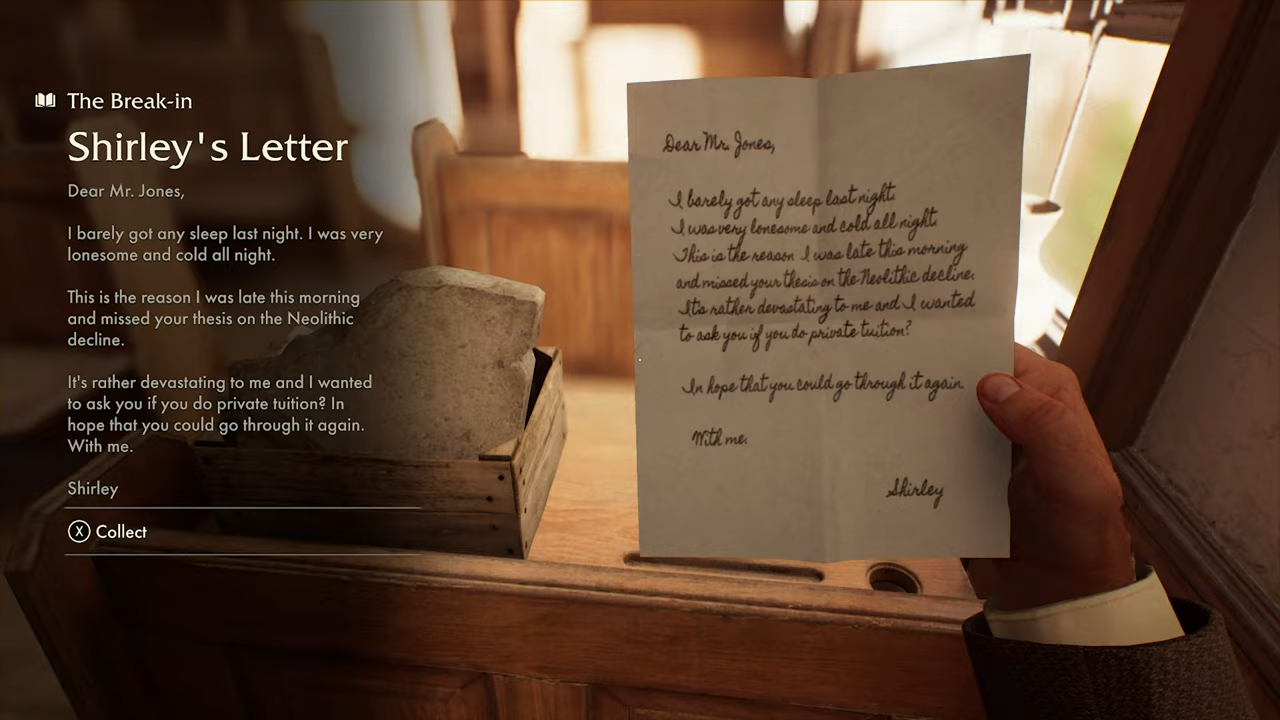 The Break-in
Shirley's Letter
Dear Mr. Jones,
I barely got any sleep last night. I was very
lonesome and cold all night.
This is the reason I was late this morning
and missed your thesis on the Neolithic
decline.
It's rather devastating to me and I wanted
to ask you if you do private tuition? In
hope that you could go through it again.
With me.
Shirley
X Collect
Dear Mr. Jones,
I barely got any sleep last night.
I was very lonesome and cold all night.
This is the reason I was late this morning
and missed your thesis on the Neolithic decline.
It's rather devastating to me and I wanted
to ask you if you do private tuition?
In hope that you could go through it again.
With me.
Shirley